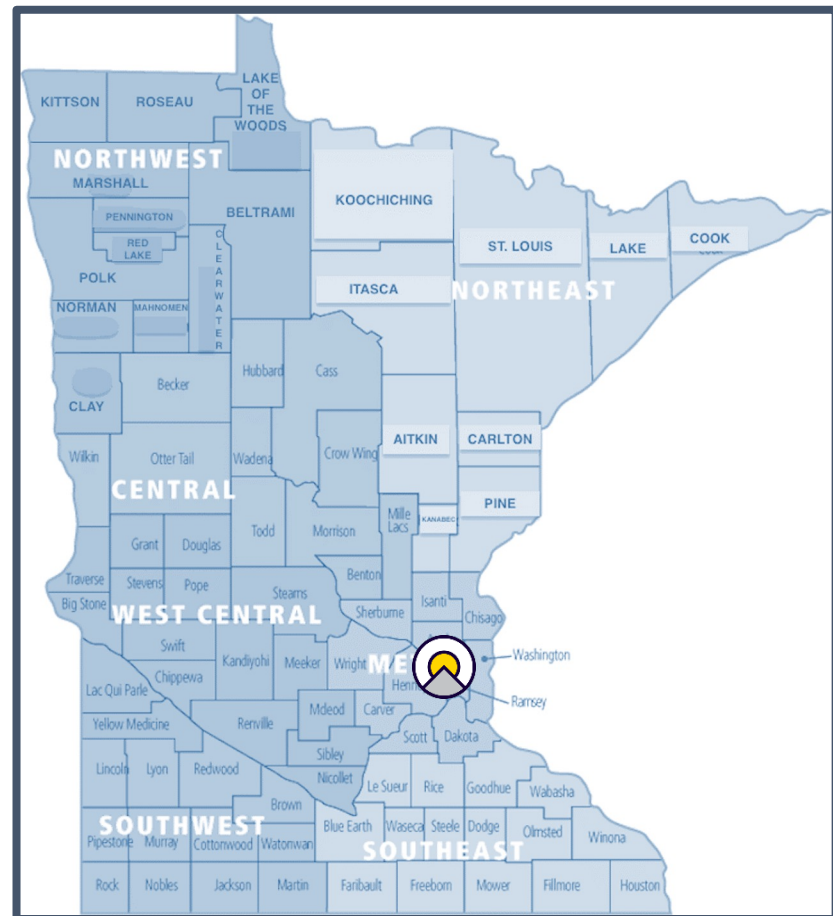 LAKE
OF
THE
WOODS
KITTSON
ROSEAU
NORTHWEST
MARSHALL
KOOCHICHING
PENNINGTON
BELTRAMI
RED
LAKE
CLEARWATER
ST. LOUIS
LAKE
COOK
POLK
ITASCA
NORTHEAST
NORMAN
MAHNOMEN
Hubbard
Cass
Becker
CLAY
AITKIN
CARLTON
Wilkin
Otter Tail
Wadena
Crow Wing
CENTRAL
PINE
Mille
Lacs
KANABEC
Todd
Morrison
Grant
Douglas
Benton
Traverse
Stevens
Pope
Stearns
Big Stone
Isanti
Sherburne
Chisago
WEST CENTRAL
Swift
Kandiyohi
Meeker
Wright
Washington
Chippewa
Lac Qui Parle
Ramsey
Mdeod
Carver
Yellow Medicine
Renville
Scott
Dakota
Sibley
Lincoln
Lyon
Redwood
Nicollet
Le Sueur
Rice
Goodhue
Wabasha
Brown
SOUTHWEST
Blue Earth
Waseca
Steele
Dodge
Olmsted
Winona
Pipestone
Murray
Cottonwood
Watonwan
SOUTHEAST
Rock
Nobles
Jackson
Martin
Faribault
Freeborn
Mower
Fillmore
Houston